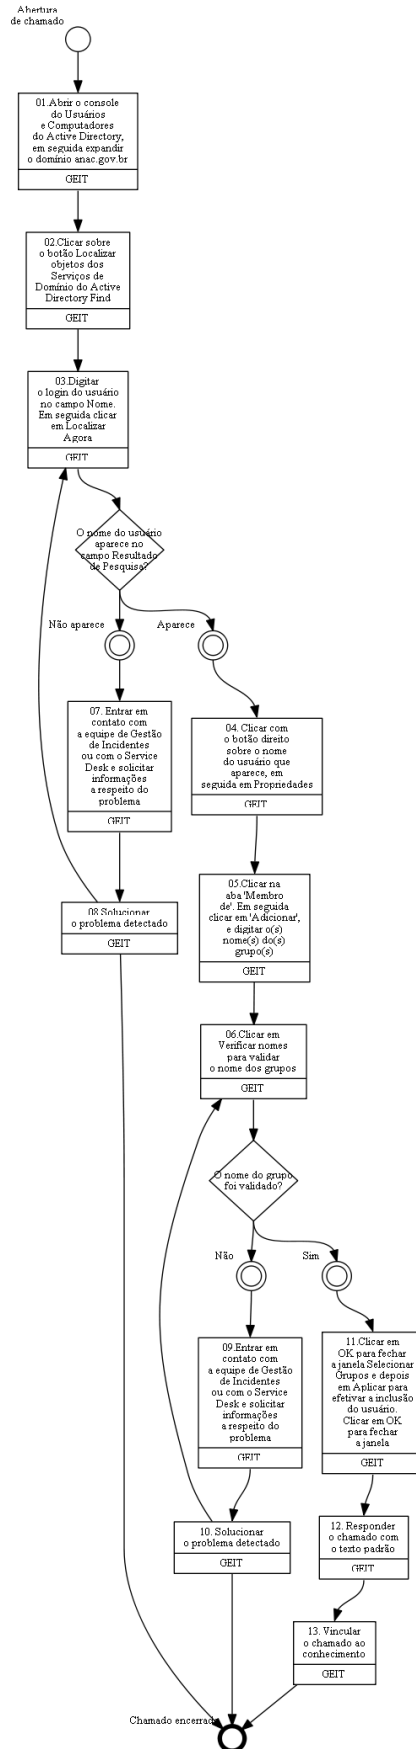 Abertura
de chamado
01.Abrir o console
do Usuários
e Computadores
do Active Directory,
em seguida expandir
o domínio anac.gov.br
GEIT
02.Clicar sobre
o botão Localizar
objetos dos
Serviços de
Domínio do Active
Directory Find
GEIT
03.Digitar
o login do usuário
no campo Nome.
Em seguida clicar
em Localizar
Agora
GEIT
O nome do usuário
aparece no
campo Resultado
de Pesquisa?
Não aparece
Aparece
07. Entrar em
contato com
a equipe de Gestão
de Incidentes
ou com o Service
Desk e solicitar
informações
a respeito do
problema
GEIT
04. Clicar com
o botão direito
sobre o nome
do usuário que
aparece, em
seguida em Propriedades
GEIT
08.Solucionar
o problema detectado
GEIT
05.Clicar na
aba 'Membro
de'. Em seguida
clicar em 'Adicionar',
e digitar o(s)
nome(s) do(s)
grupo(s)
GEIT
06.Clicar em
Verificar nomes
para validar
o nome dos grupos
GEIT
O nome do grupo
foi validado?
Não
Sim
09.Entrar em
contato com
a equipe de Gestão
de Incidentes
ou com o Service
Desk e solicitar
informações
a respeito do
problema
GEIT
11.Clicar em
OK para fechar
a janela Selecionar
Grupos e depois
em Aplicar para
efetivar a inclusão
do usuário.
Clicar em OK
para fechar
a janela
GEIT
10. Solucionar
o problema detectado
GEIT
12. Responder
o chamado com
o texto padrão
GEIT
13. Vincular
o chamado ao
conhecimento
GEIT
Chamado encerrado